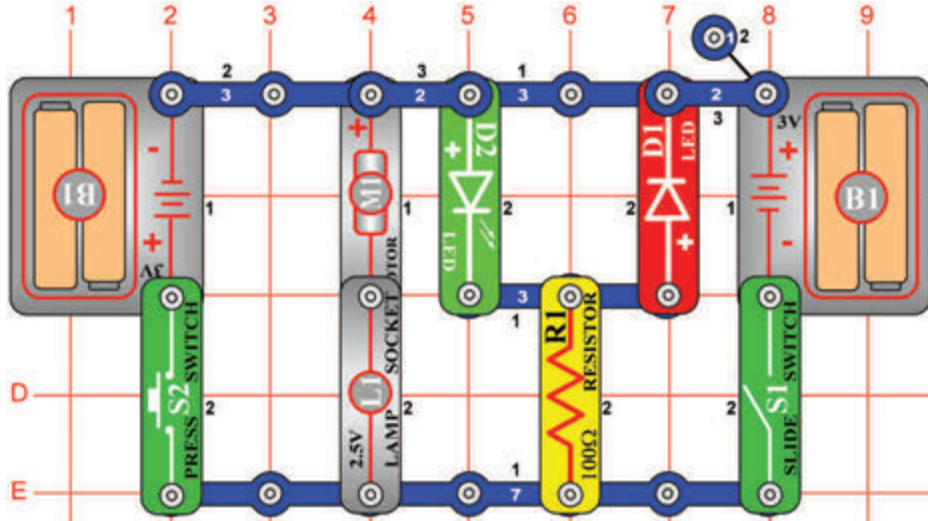 1 2 3 4 5 6 7 8 9
1 2
2 3 1
3 2 3 2
3
- + + D2 D1 LED 3V +
B1 1 M1 1 2 2 1 B1
+ LED + -
3V MOTOR
3
1
S2 PRESS SWITCH
L1 2.5V LAMP SOCKET
R1 100Ω RESISTOR
S1 SLIDE SWITCH
D 2 2 2 2
1
E 7